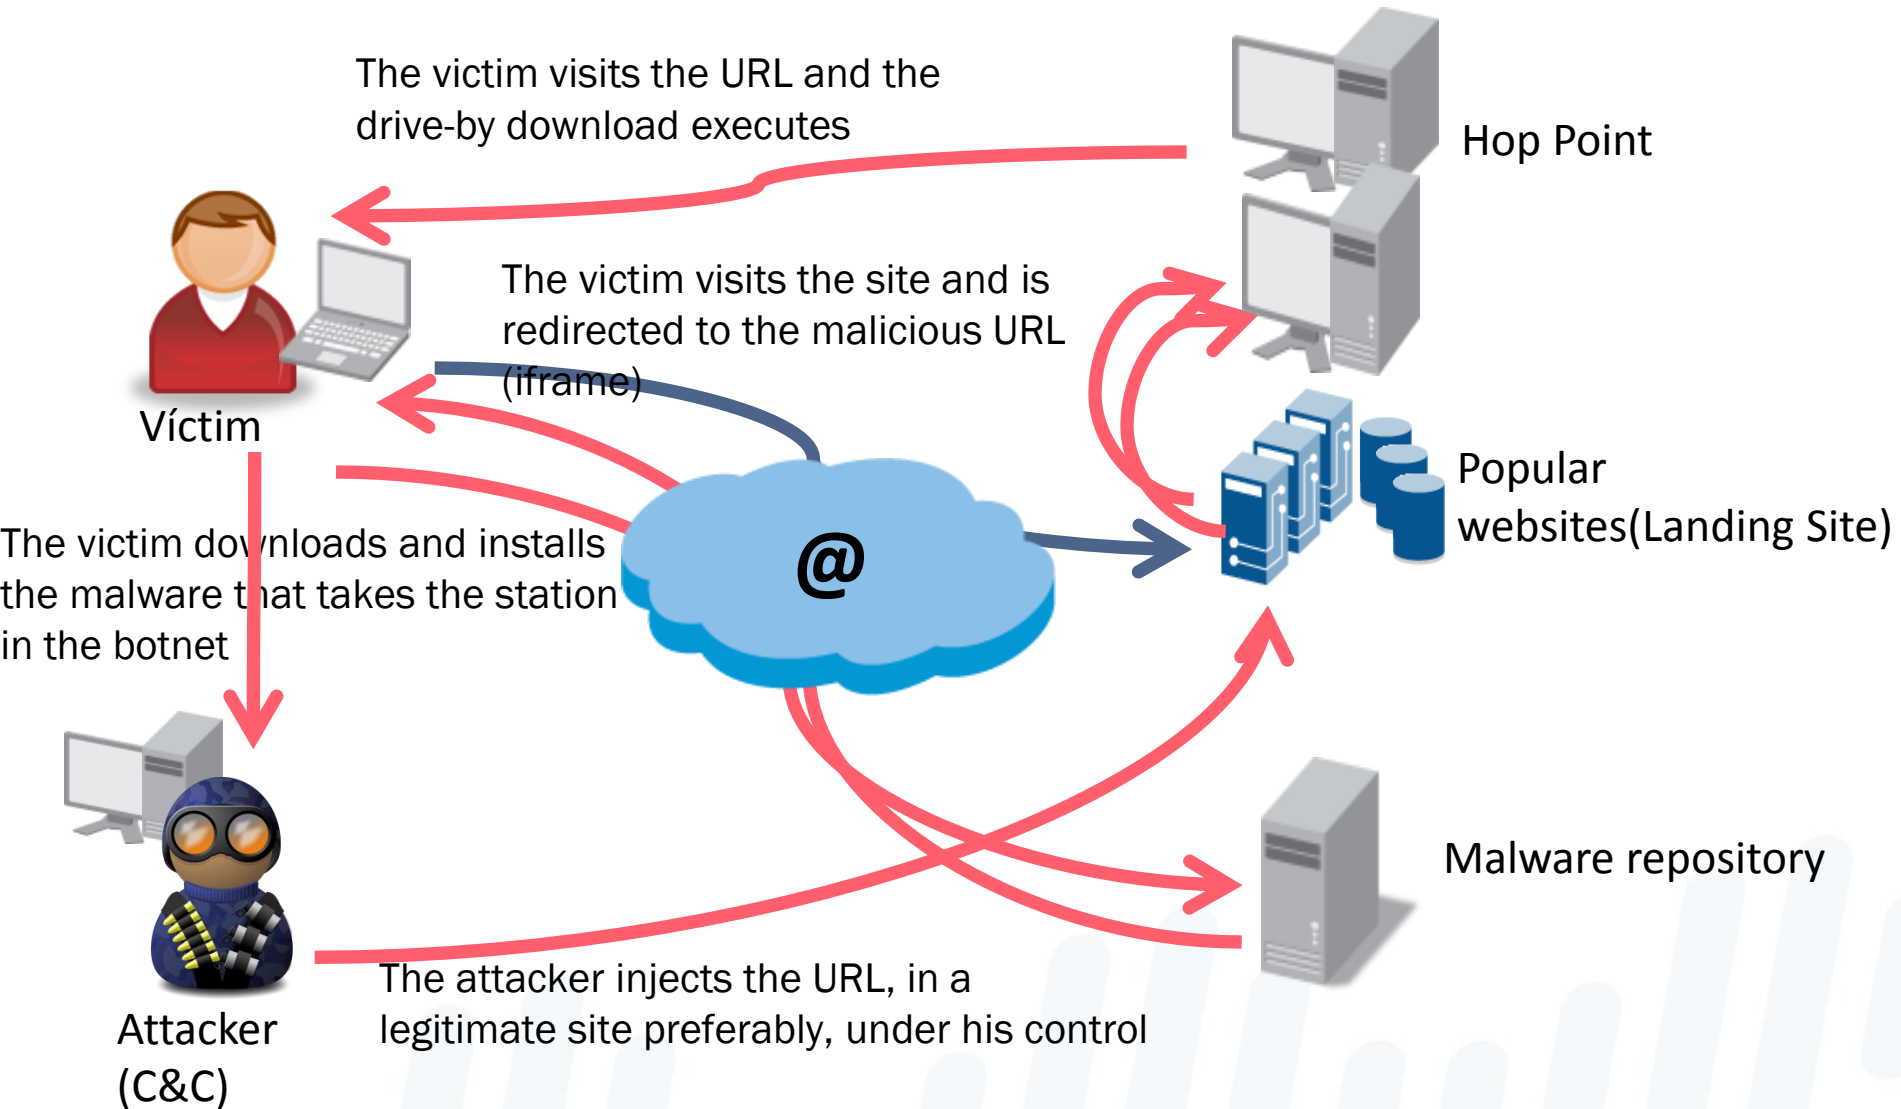 The victim visits the URL and the
drive-by download executes
Hop Point
The victim visits the site and is
redirected to the malicious URL
(iframe)
Víctim
Popular
websites(Landing Site)
@
The victim downloads and installs
the malware that takes the station
in the botnet
Malware repository
The attacker injects the URL, in a
legitimate site preferably, under his control
Attacker
(C&C)